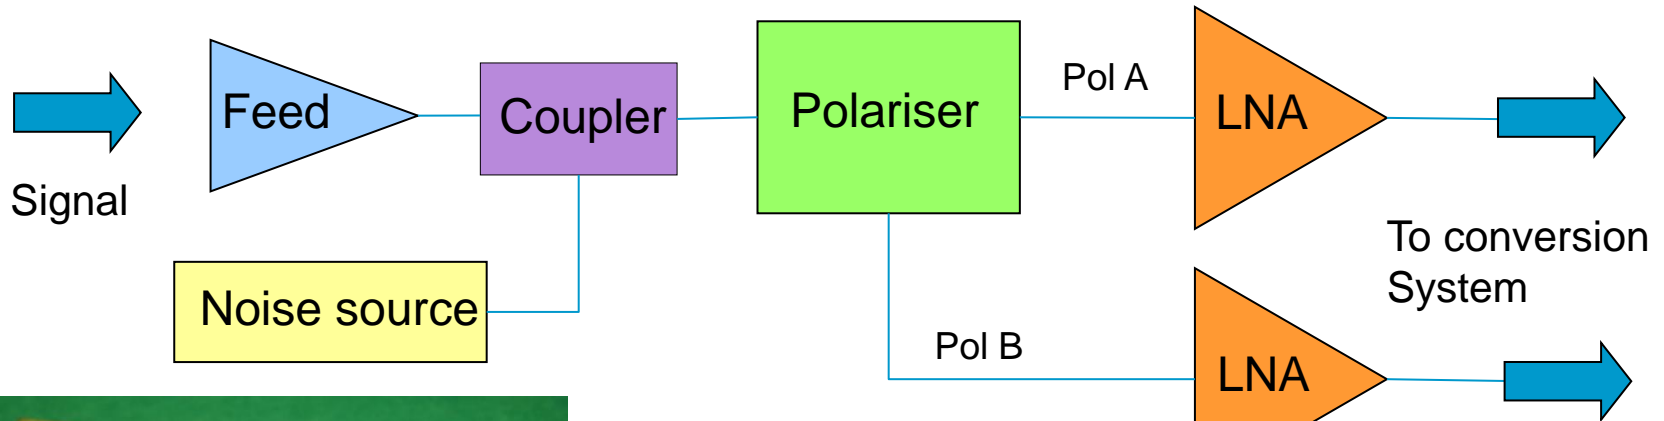 Signal
Feed
Coupler
Noise source
Polariser
Pol A
Pol B
LNA
LNA
To conversion
System